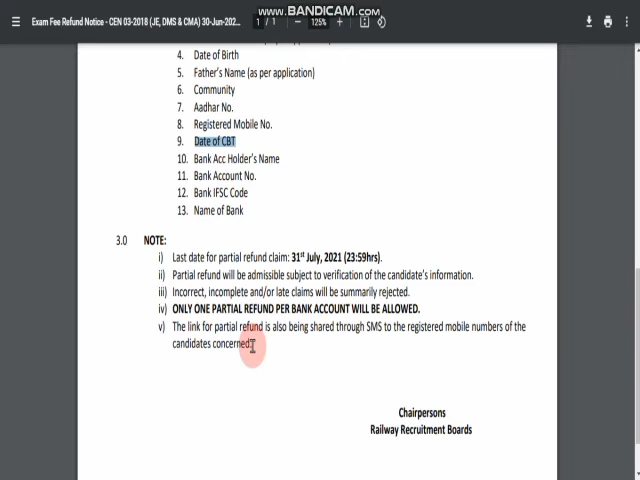 www.BANDICAM.com
Exam Fee Refund Notice - CEN 03-2018 (JE, DMS & CMA) 30-Jun-202... 1 / 1 — 125% +
4. Date of Birth
5. Father's Name (as per application)
6. Community
7. Aadhar No.
8. Registered Mobile No.
9. Date of CBT
10. Bank Acc Holder's Name
11. Bank Account No.
12. Bank IFSC Code
13. Name of Bank
3.0 NOTE:
i) Last date for partial refund claim: 31st July, 2021 (23:59hrs).
ii) Partial refund will be admissible subject to verification of the candidate's information.
iii) Incorrect, incomplete and/or late claims will be summarily rejected.
iv) ONLY ONE PARTIAL REFUND PER BANK ACCOUNT WILL BE ALLOWED.
v) The link for partial refund is also being shared through SMS to the registered mobile numbers of the
candidates concerned.
Chairpersons
Railway Recruitment Boards